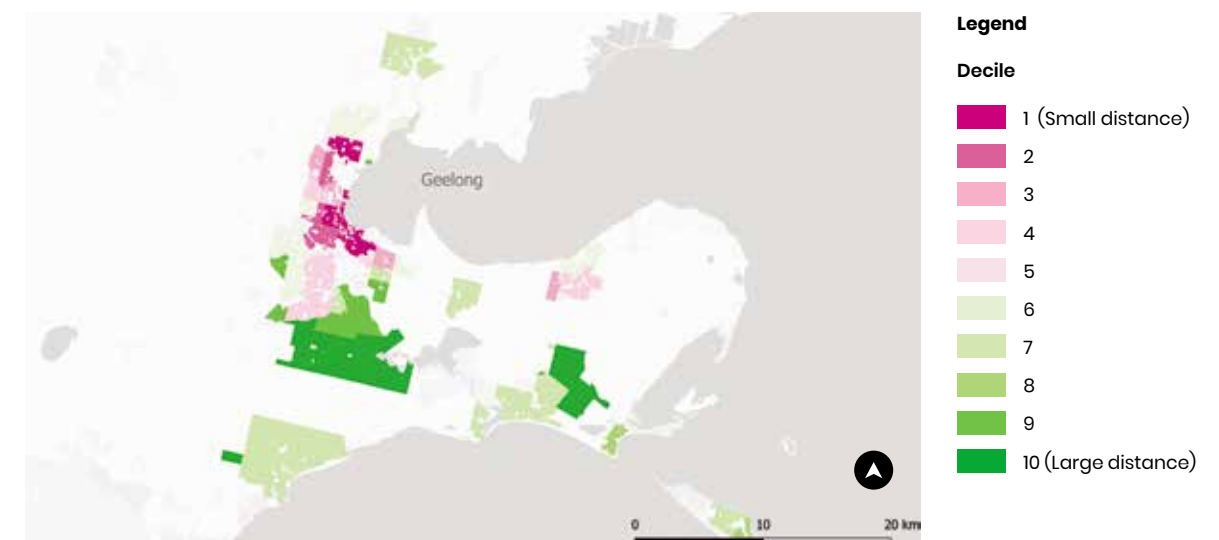 Legend
Decile
1 (Small distance)
2
3
4
5
6
7
8
9
10 (Large distance)
Geelong
0 10 20 km